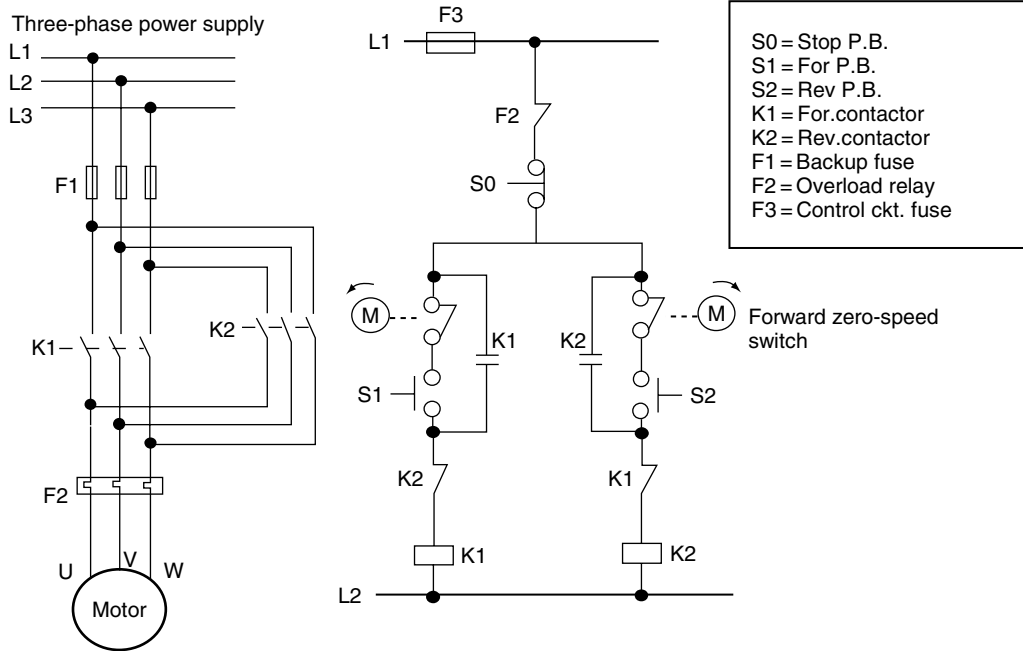 Three-phase power supply
L1
L2
L3
F1
K1
K2
F2
U
V
W
Motor
L1
F3
F2
S0
M
K1
K2
M
Forward zero-speed
switch
S1
S2
K2
K1
K1
K2
L2
S0 = Stop P.B.
S1 = For P.B.
S2 = Rev P.B.
K1 = For.contactor
K2 = Rev.contactor
F1 = Backup fuse
F2 = Overload relay
F3 = Control ckt. fuse